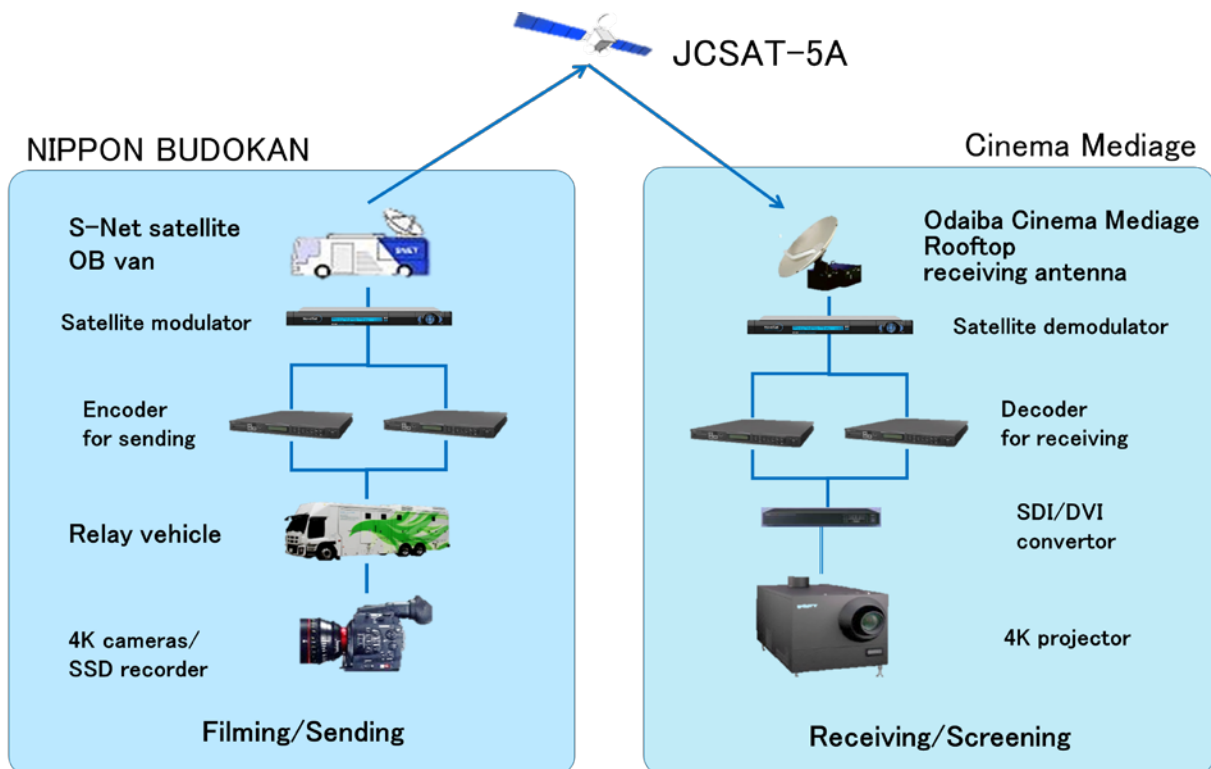 JCSAT-5A
NIPPON BUDOKAN
Cinema Mediage
S-Net satellite
OB van
Satellite modulator
Encoder
for sending
Relay vehicle
4K cameras/
SSD recorder
Filming/Sending
Odaiba Cinema Mediage
Rooftop
receiving antenna
Satellite demodulator
Decoder
for receiving
SDI/DVI
convertor
4K projector
Receiving/Screening